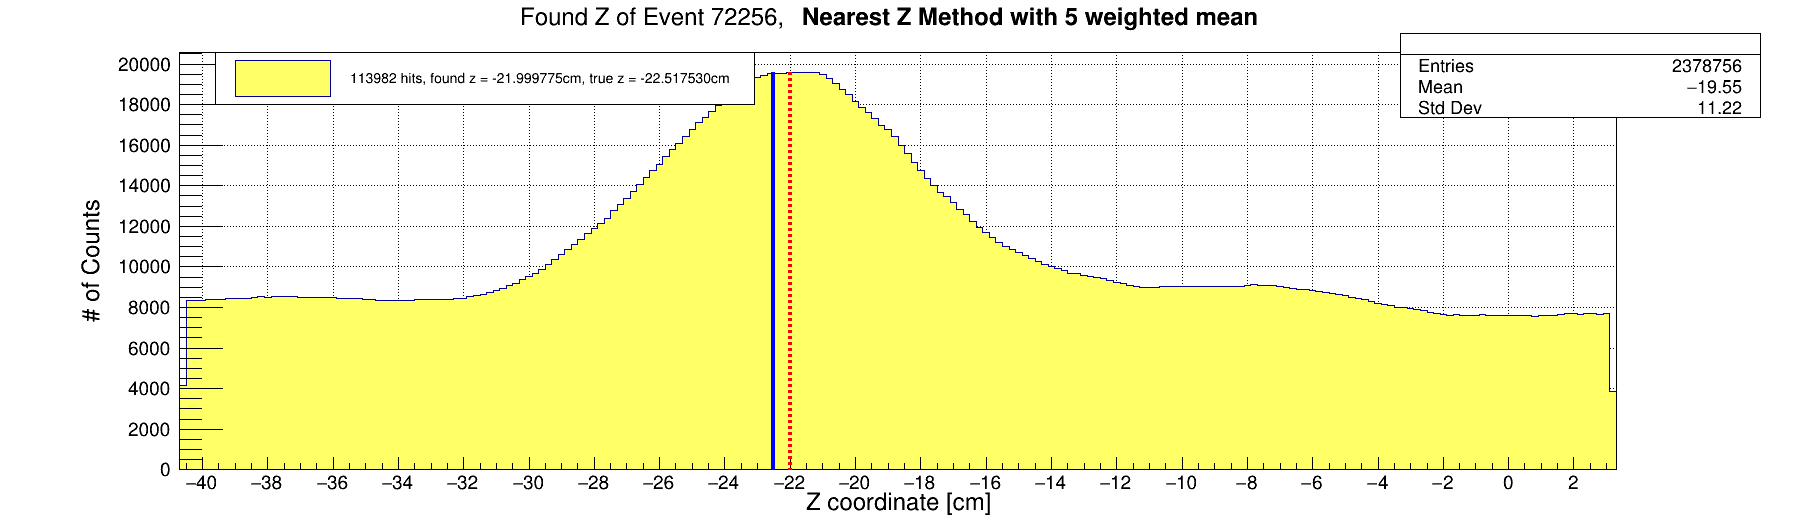 Found Z of Event 72256, Nearest Z Method with 5 weighted mean
113982 hits, found z = -21.999775cm, true z = -22.517530cm
Entries 2378756
Mean −19.55
Std Dev 11.22
20000
18000
16000
14000
12000
10000
8000
6000
4000
2000
0
# of Counts
−40 −38 −36 −34 −32 −30 −28 −26 −24 −22 −20 −18 −16 −14 −12 −10 −8 −6 −4 −2 0 2
Z coordinate [cm]